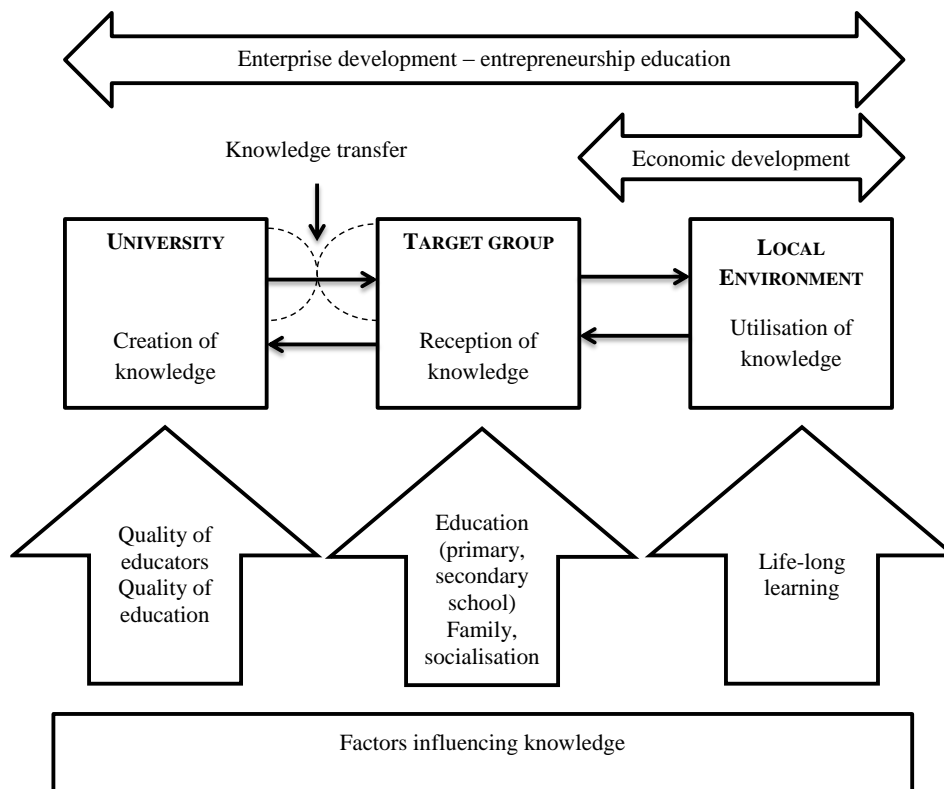 Enterprise development – entrepreneurship education
Knowledge transfer
Economic development
UNIVERSITY
Creation of
knowledge
TARGET GROUP
Reception of
knowledge
LOCAL
ENVIRONMENT
Utilisation of
knowledge
Quality of
educators
Quality of
education
Education
(primary,
secondary
school)
Family,
socialisation
Life-long
learning
Factors influencing knowledge